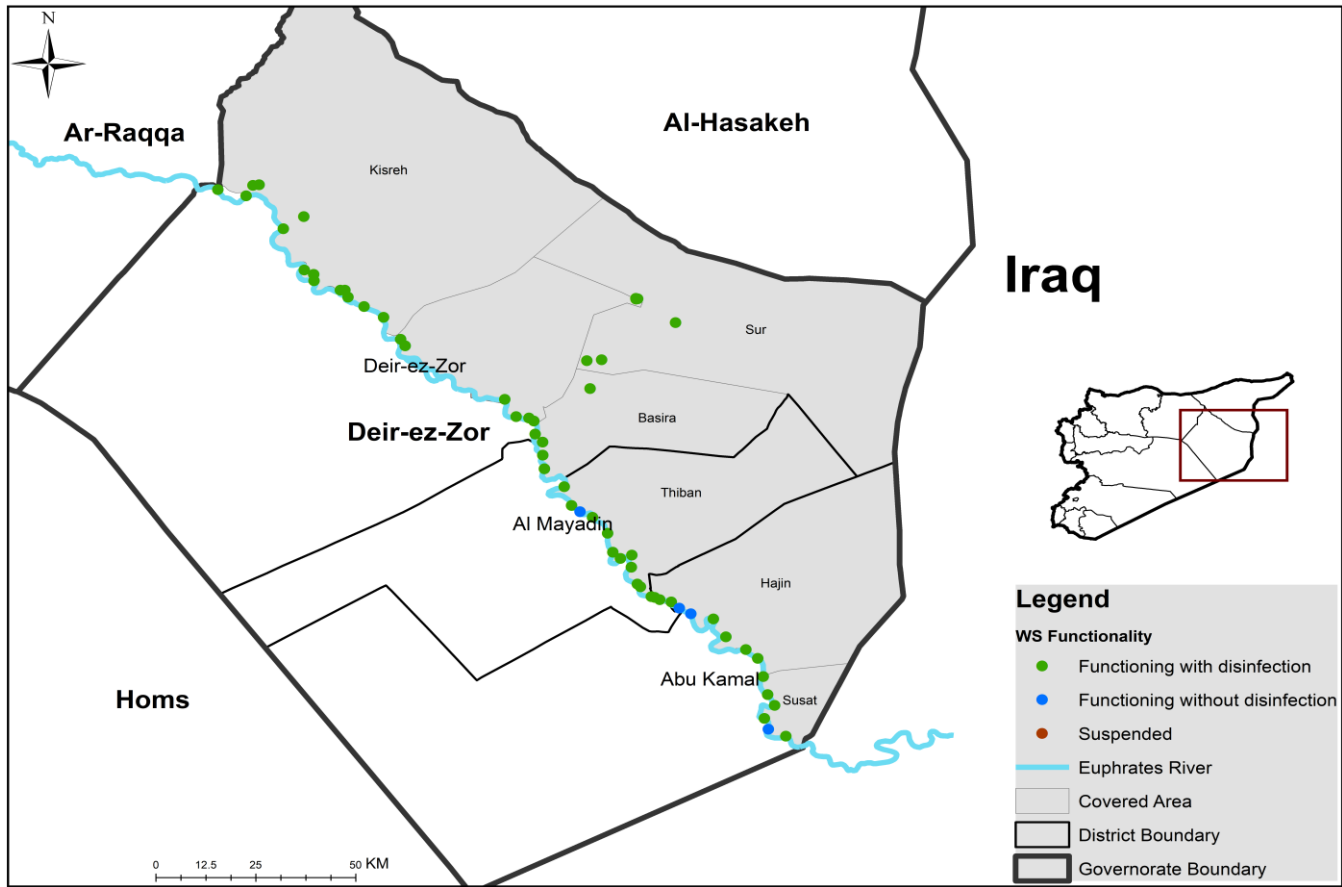 N
Ar-Raqqa
Al-Hasakeh
Kisreh
Iraq
Sur
Deir-ez-Zor
Basira
Deir-ez-Zor
Thiban
Al Mayadin
Hajin
Abu Kamal
Susat
Homs
Legend
WS Functionality
Functioning with disinfection
Functioning without disinfection
Suspended
Euphrates River
Covered Area
District Boundary
Governorate Boundary
0 12.5 25 50 KM